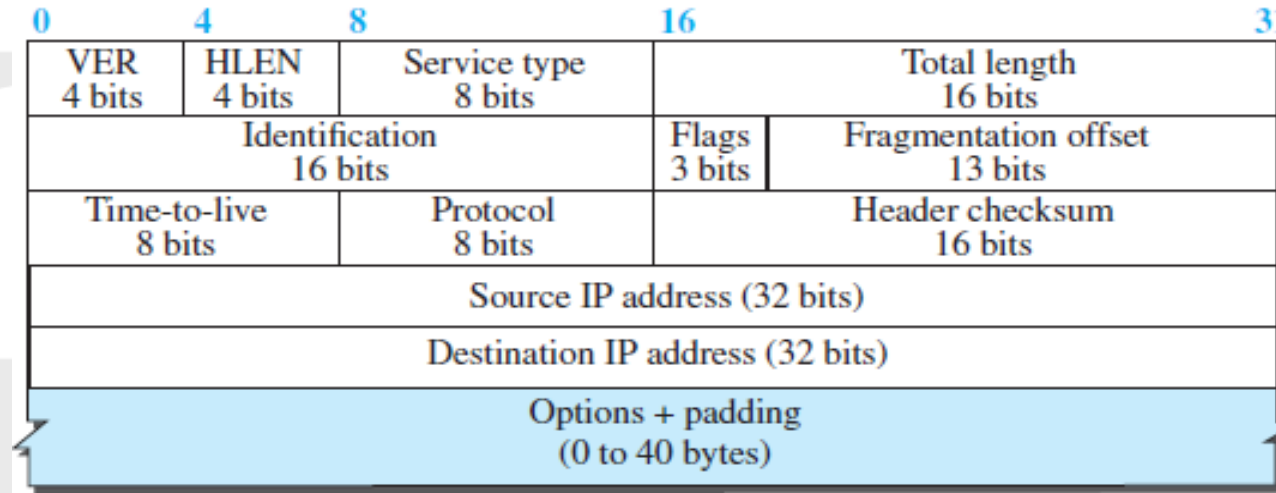 0 4 8 16
VER HLEN Service type Total length
4 bits 4 bits 8 bits 16 bits
Identification Flags Fragmentation offset
16 bits 3 bits 13 bits
Time-to-live Protocol Header checksum
8 bits 8 bits 16 bits
Source IP address (32 bits)
Destination IP address (32 bits)
Options + padding
(0 to 40 bytes)